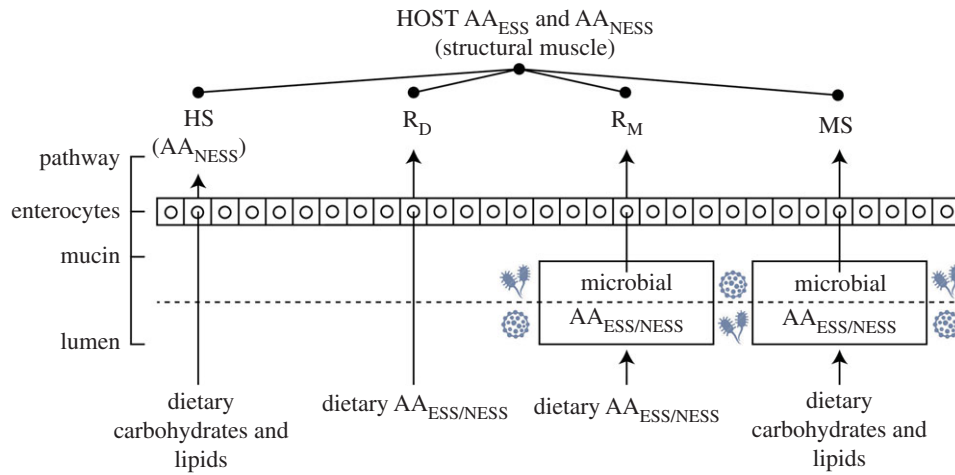 HOST AA_ESS and AA_NESS
(structural muscle)
HS
(AA_NESS)
R_D
R_M
MS
pathway
enterocytes
mucin
lumen
microbial
AA_ESS/NESS
microbial
AA_ESS/NESS
dietary
carbohydrates and
lipids
dietary AA_ESS/NESS
dietary AA_ESS/NESS
dietary
carbohydrates and
lipids